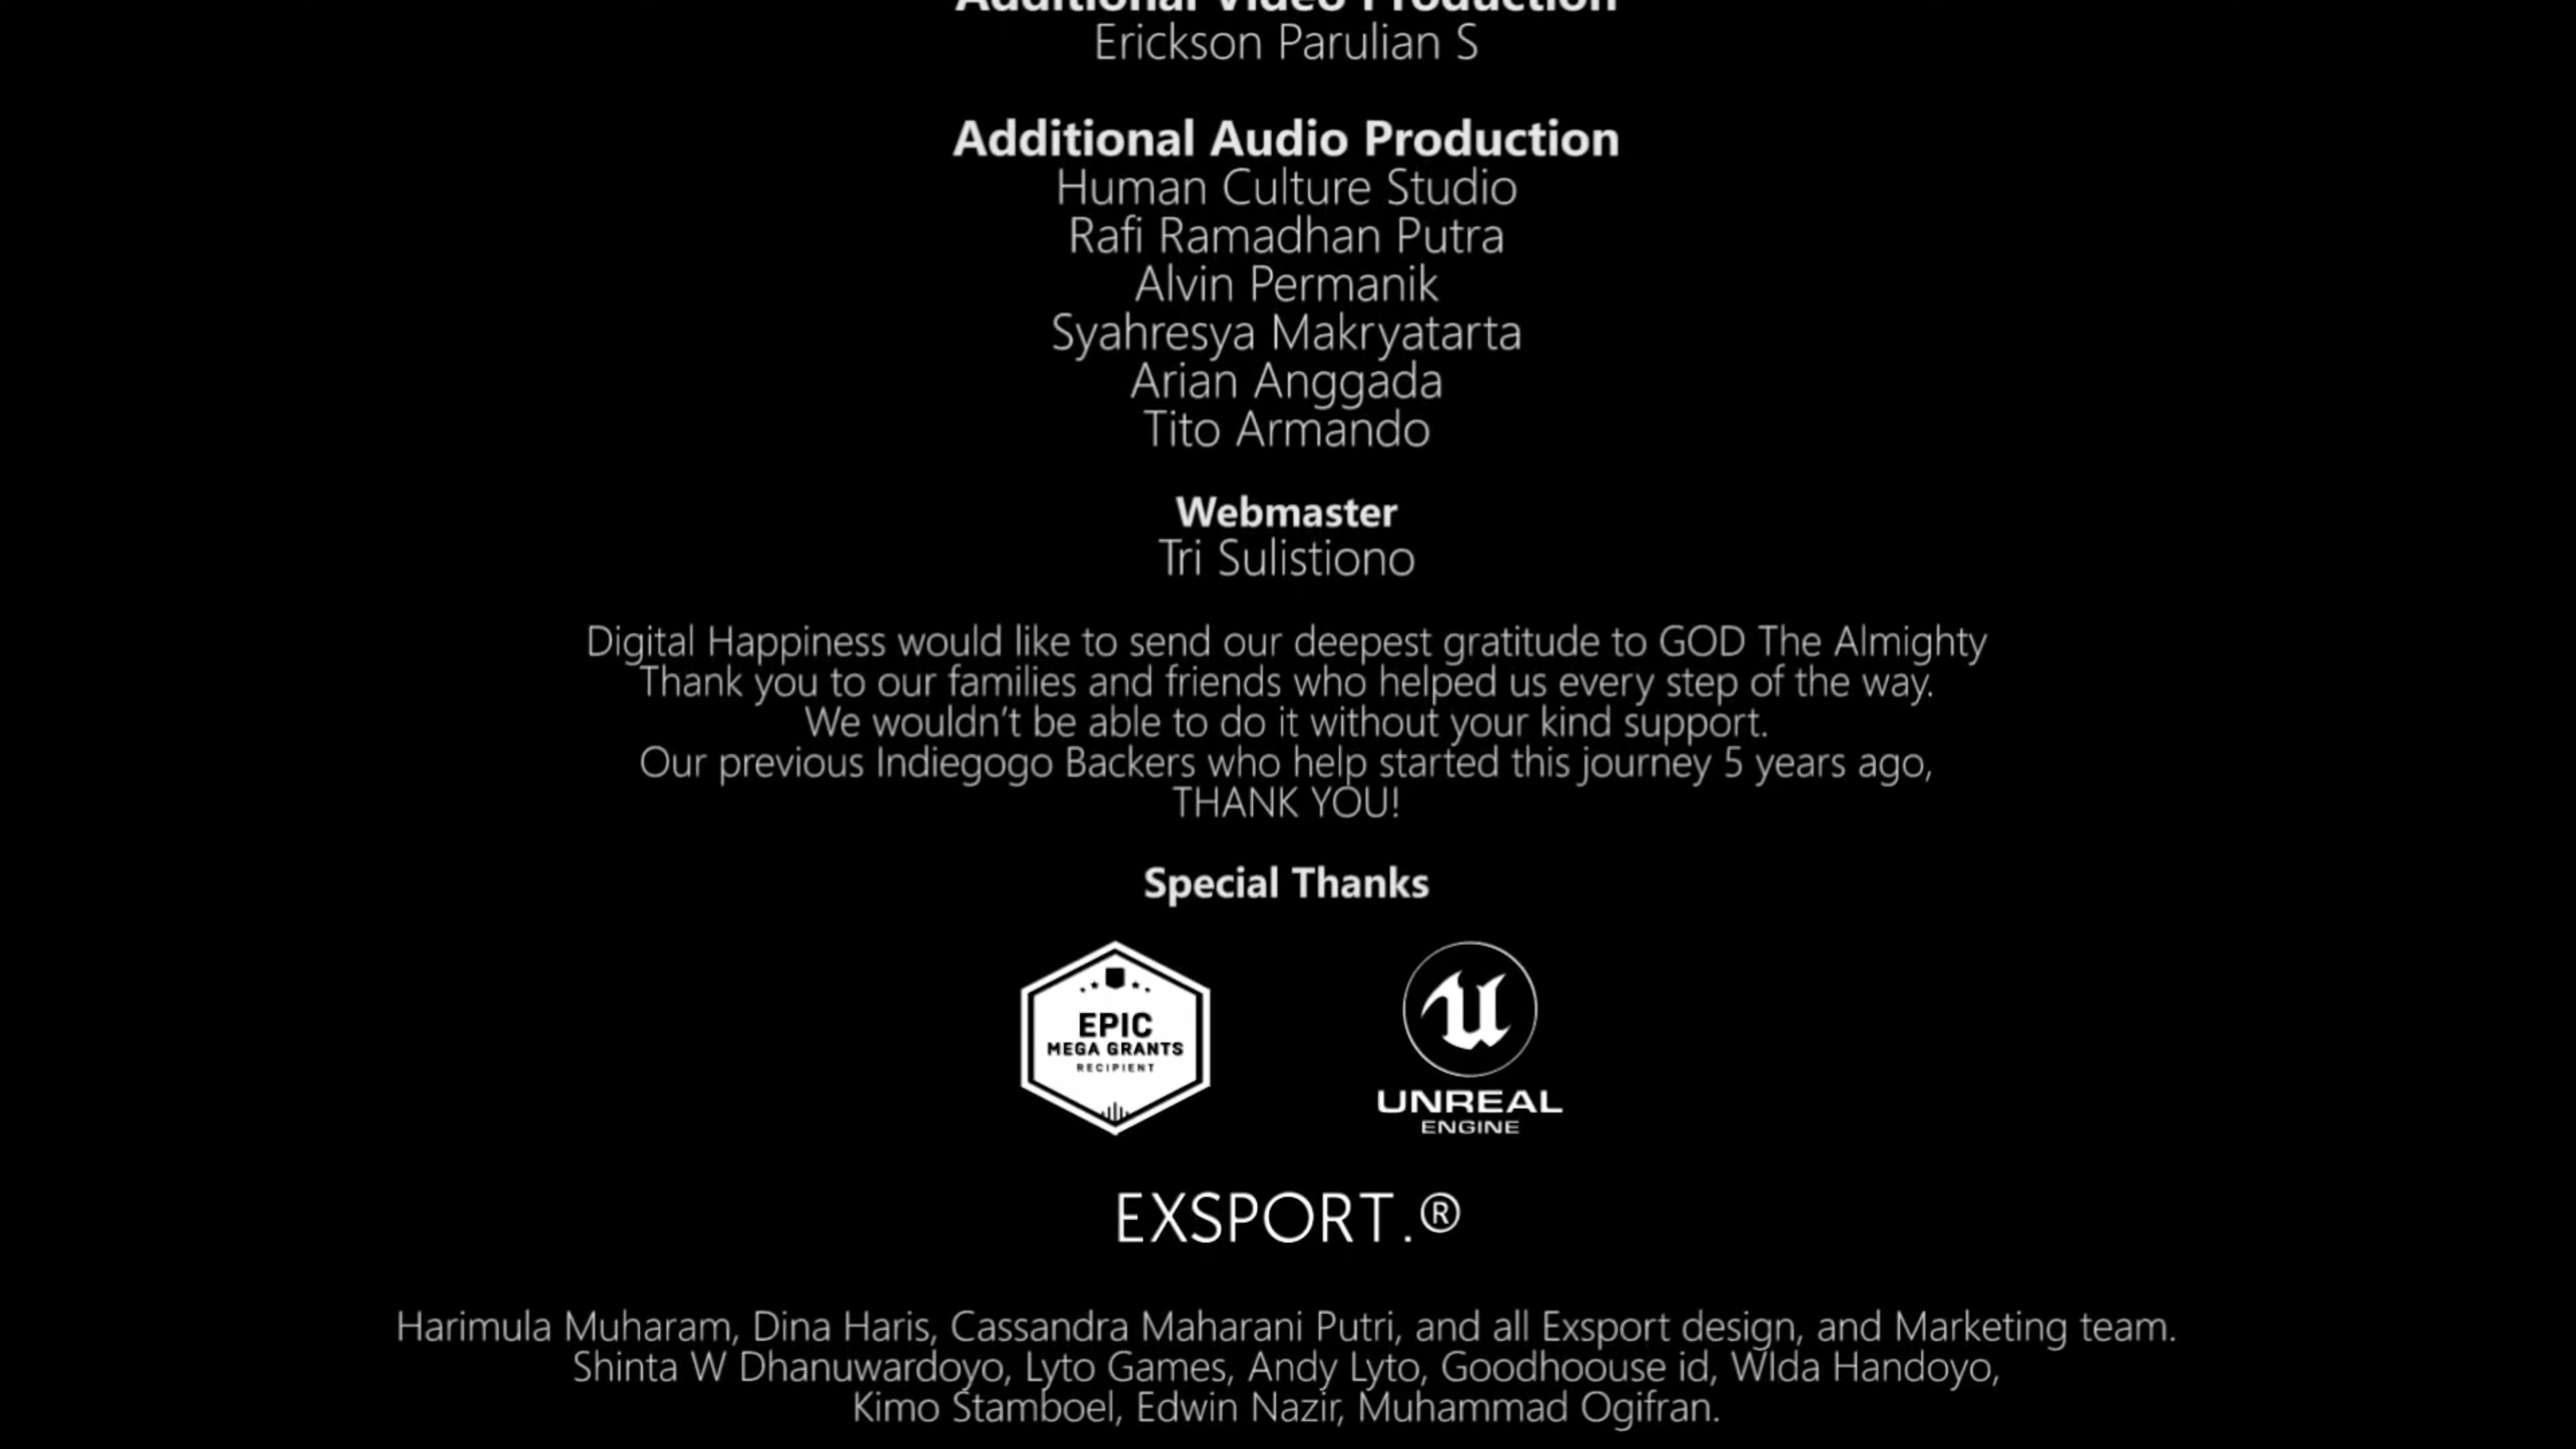 Additional Video Production
Erickson Parulian S
Additional Audio Production
Human Culture Studio
Rafi Ramadhan Putra
Alvin Permanik
Syahresya Makryatarta
Arian Anggada
Tito Armando
Webmaster
Tri Sulistiono
Digital Happiness would like to send our deepest gratitude to GOD The Almighty
Thank you to our families and friends who helped us every step of the way.
We wouldn’t be able to do it without your kind support.
Our previous Indiegogo Backers who help started this journey 5 years ago,
THANK YOU!
Special Thanks
EPIC
MEGA GRANTS
RECIPIENT
UNREAL
ENGINE
EXSPORT.®
Harimula Muharam, Dina Haris, Cassandra Maharani Putri, and all Exsport design, and Marketing team.
Shinta W Dhanuwardoyo, Lyto Games, Andy Lyto, Goodhoouse id, WIda Handoyo,
Kimo Stamboel, Edwin Nazir, Muhammad Ogifran.